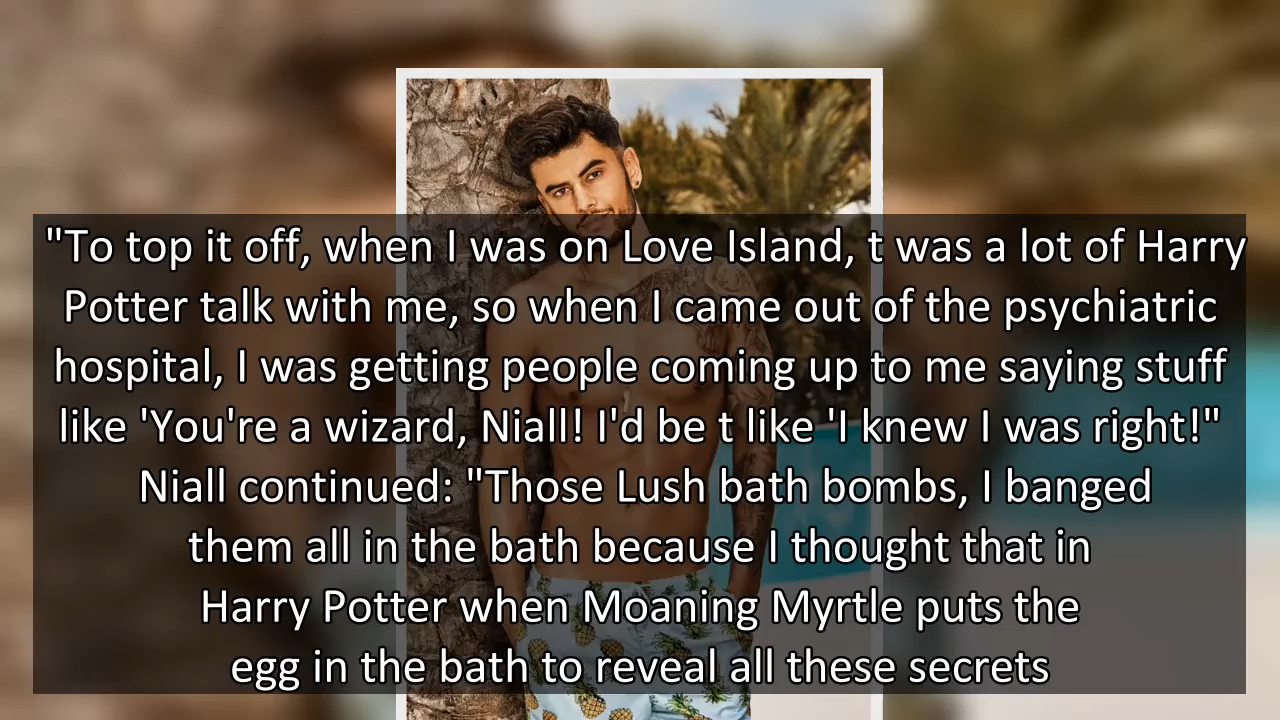 "To top it off, when I was on Love Island, t was a lot of Harry
Potter talk with me, so when I came out of the psychiatric
hospital, I was getting people coming up to me saying stuff
like 'You're a wizard, Niall! I'd be t like 'I knew I was right!"
Niall continued: "Those Lush bath bombs, I banged
them all in the bath because I thought that in
Harry Potter when Moaning Myrtle puts the
egg in the bath to reveal all these secrets